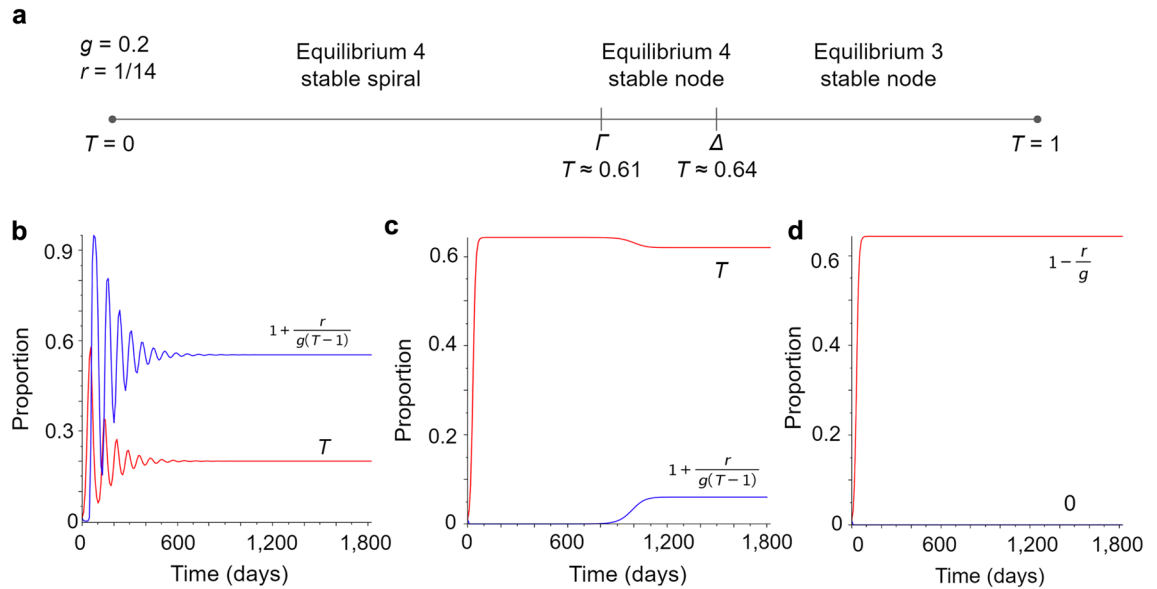 a
g = 0.2
r = 1/14
Equilibrium 4
stable spiral
Equilibrium 4
stable node
Equilibrium 3
stable node
T = 0
Γ
T ≈ 0.61
Δ
T ≈ 0.64
T = 1
b
0.9
0.6
0.3
0
Proportion
1 + r/g(T − 1)
T
0 600 1,200 1,800
Time (days)
c
0.6
0.4
0.2
0
Proportion
T
1 + r/g(T − 1)
0 600 1,200 1,800
Time (days)
d
0.6
0.4
0.2
0
Proportion
1 − r/g
0
0 600 1,200 1,800
Time (days)